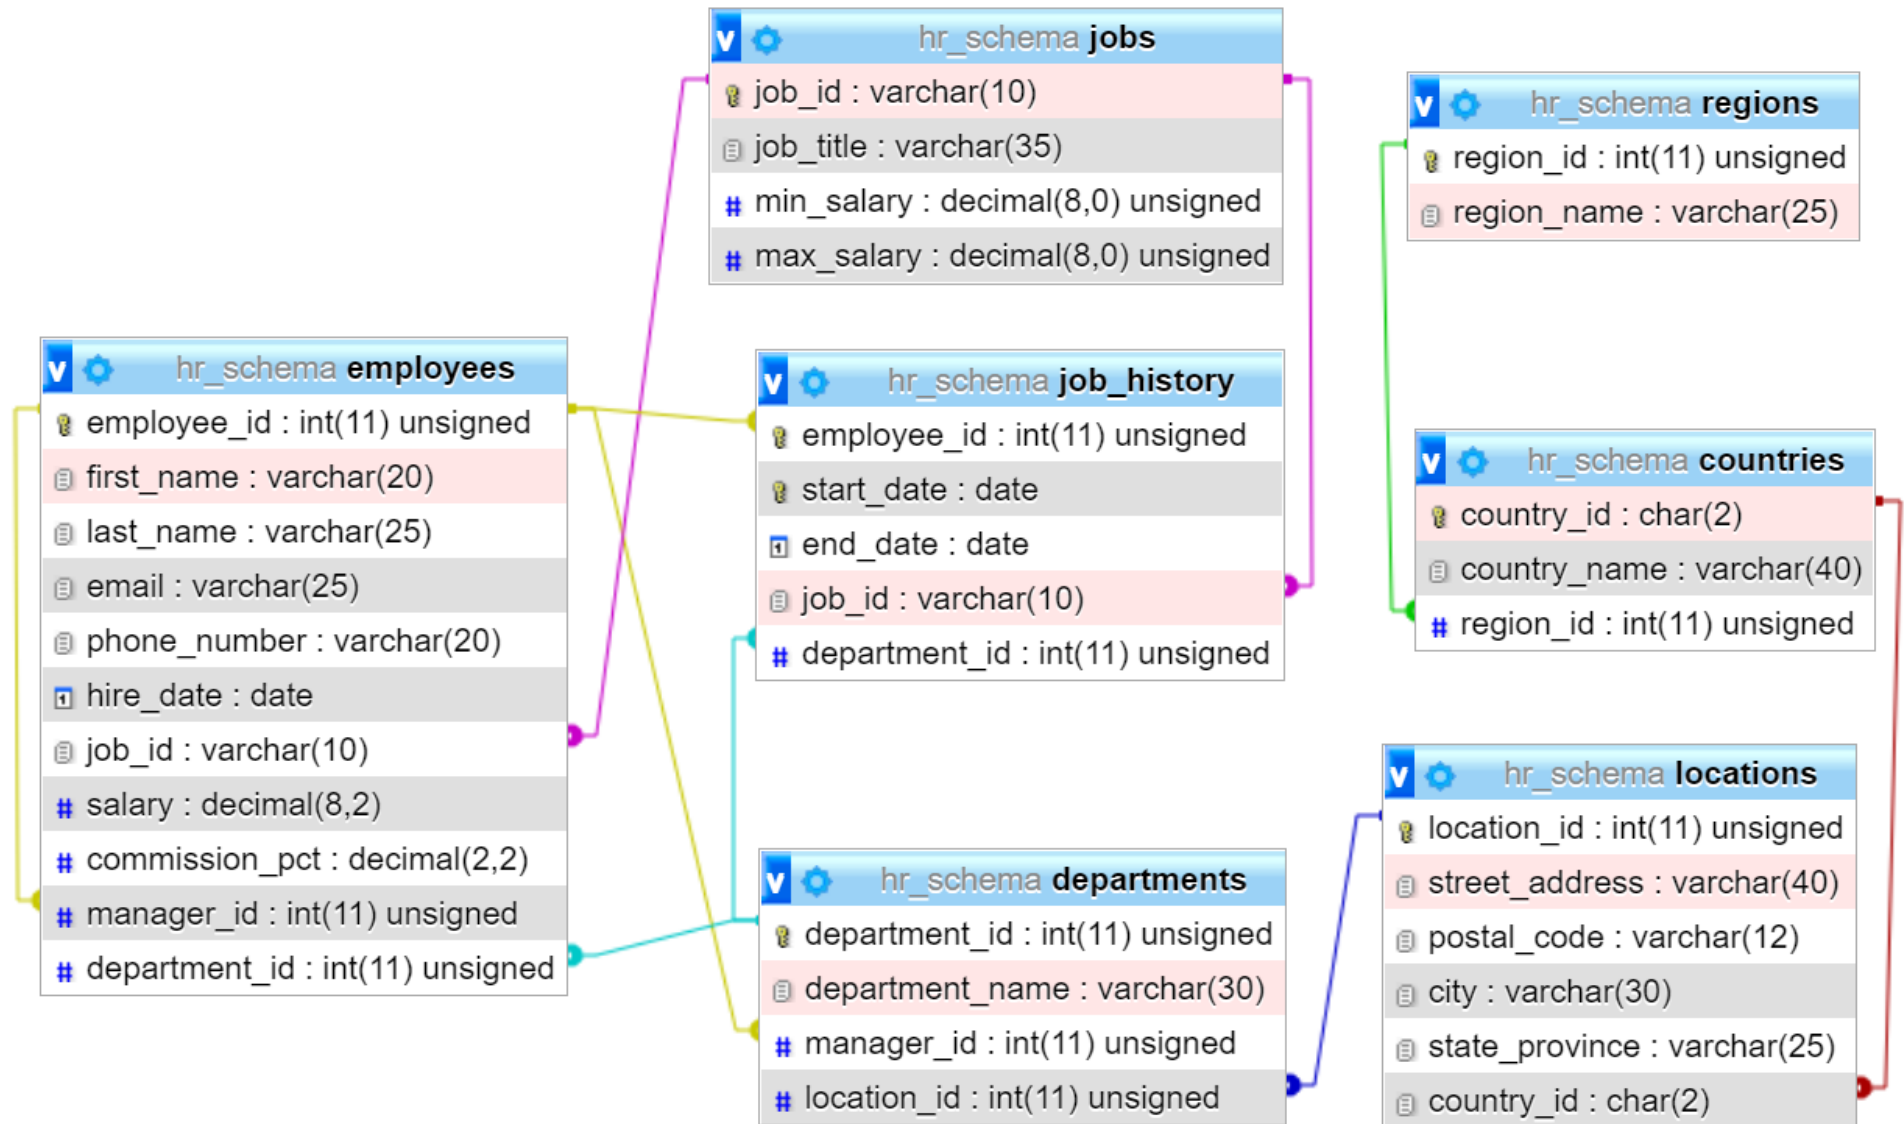 v hr_schema jobs
job_id : varchar(10)
job_title : varchar(35)
min_salary : decimal(8,0) unsigned
max_salary : decimal(8,0) unsigned
v hr_schema regions
region_id : int(11) unsigned
region_name : varchar(25)
v hr_schema employees
employee_id : int(11) unsigned
first_name : varchar(20)
last_name : varchar(25)
email : varchar(25)
phone_number : varchar(20)
hire_date : date
job_id : varchar(10)
# salary : decimal(8,2)
# commission_pct : decimal(2,2)
# manager_id : int(11) unsigned
# department_id : int(11) unsigned
v hr_schema job_history
employee_id : int(11) unsigned
start_date : date
end_date : date
job_id : varchar(10)
# department_id : int(11) unsigned
v hr_schema countries
country_id : char(2)
country_name : varchar(40)
# region_id : int(11) unsigned
v hr_schema departments
department_id : int(11) unsigned
department_name : varchar(30)
# manager_id : int(11) unsigned
# location_id : int(11) unsigned
v hr_schema locations
location_id : int(11) unsigned
street_address : varchar(40)
postal_code : varchar(12)
city : varchar(30)
state_province : varchar(25)
country_id : char(2)